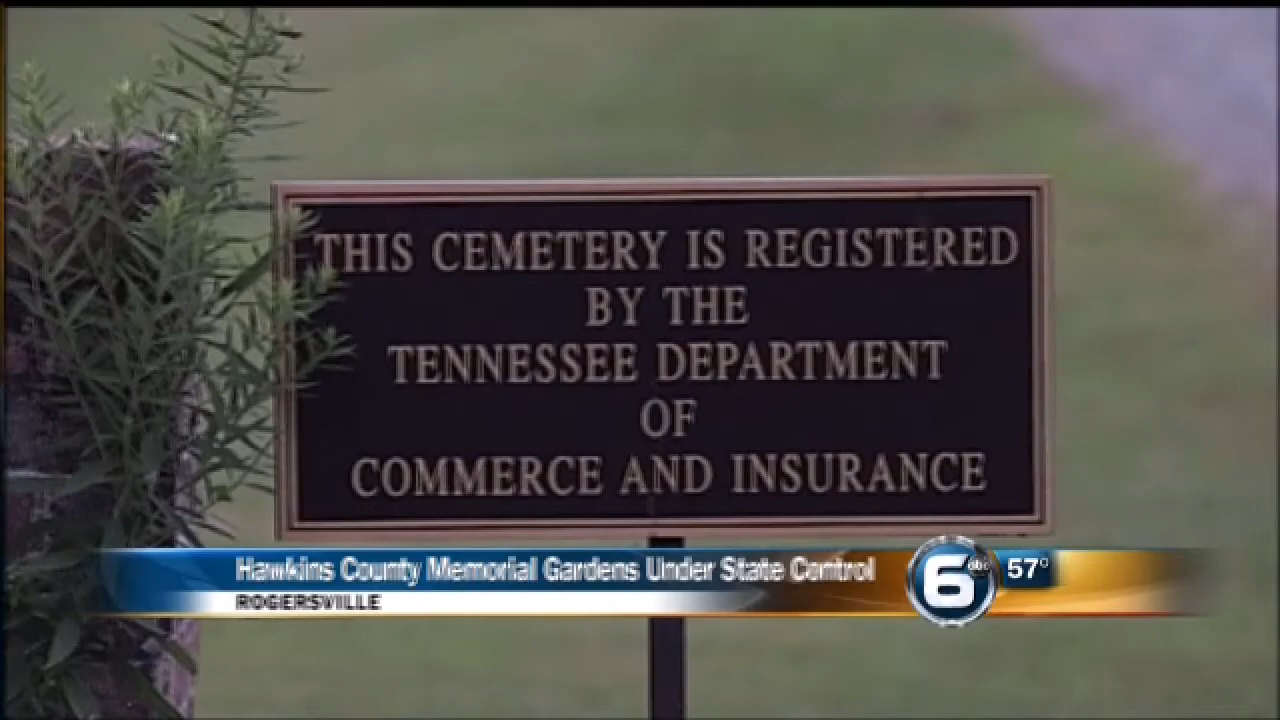 THIS CEMETERY IS REGISTERED
BY THE
TENNESSEE DEPARTMENT
OF
COMMERCE AND INSURANCE
Hawkins County Memorial Gardens Under State Control
ROGERSVILLE
6 abc
57°